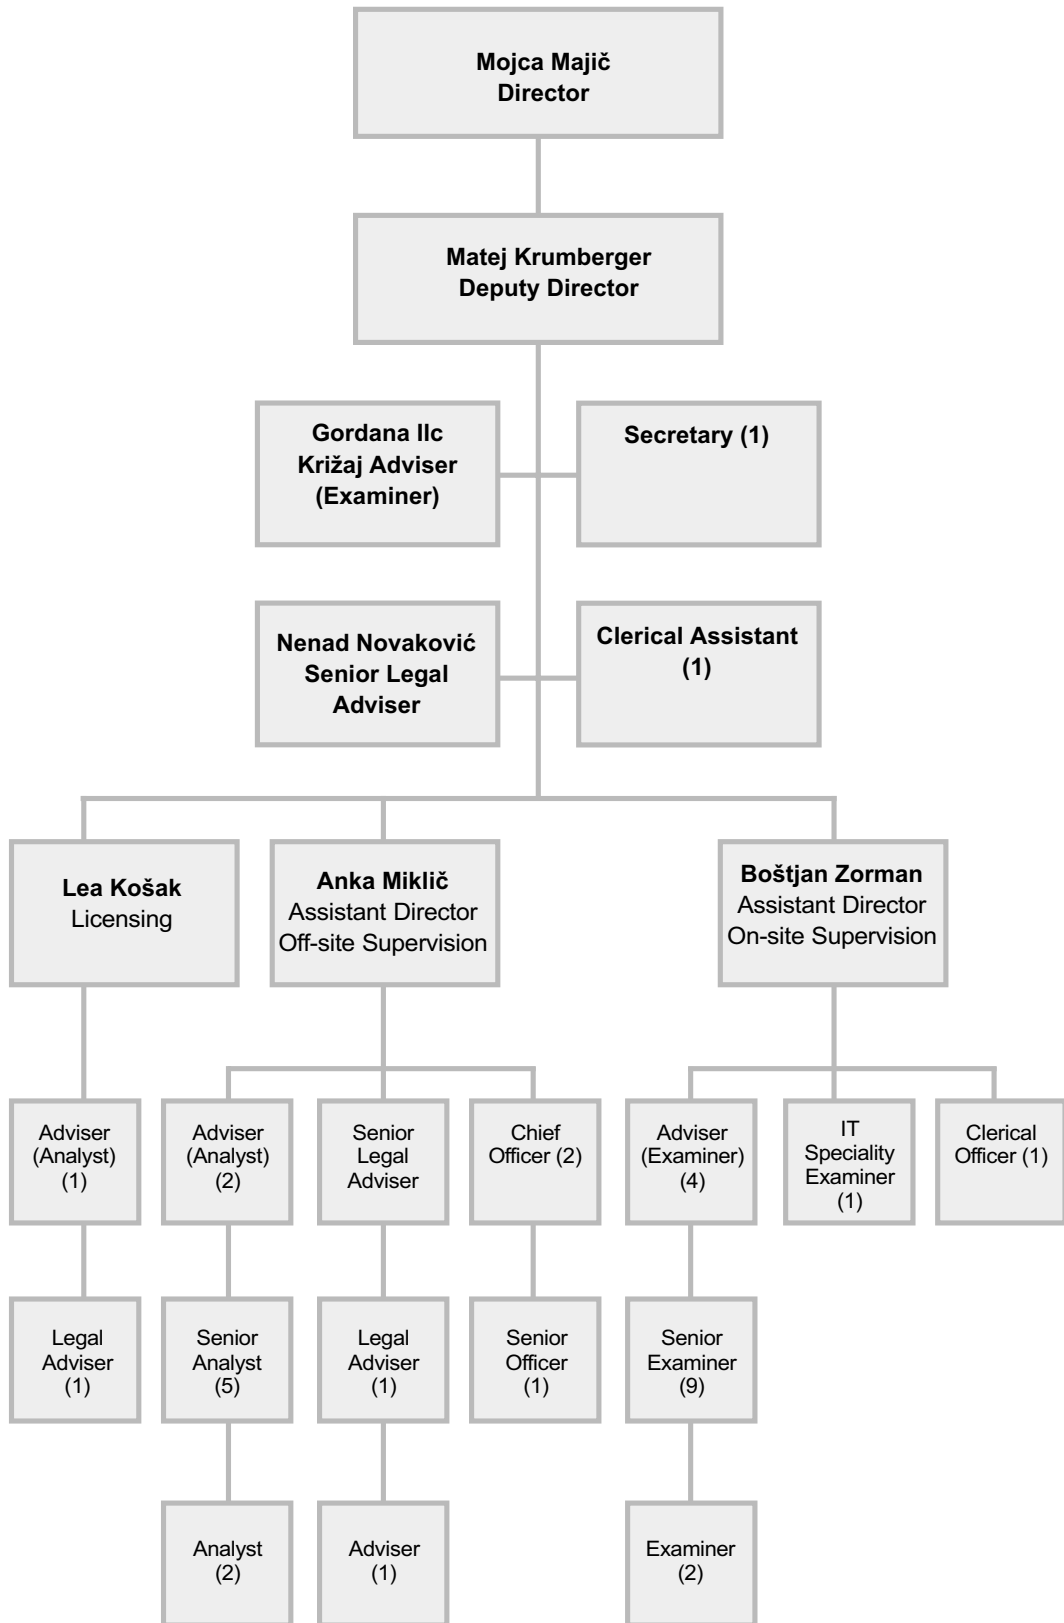 Mojca Majič
Director
Matej Krumberger
Deputy Director
Gordana Ilc
Križaj Adviser
(Examiner)
Secretary (1)
Nenad Novaković
Senior Legal
Adviser
Clerical Assistant
(1)
Lea Košak
Licensing
Anka Miklič
Assistant Director
Off-site Supervision
Boštjan Zorman
Assistant Director
On-site Supervision
Adviser
(Analyst)
(1)
Adviser
(Analyst)
(2)
Senior
Legal
Adviser
Chief
Officer (2)
Adviser
(Examiner)
(4)
IT
Speciality
Examiner
(1)
Clerical
Officer (1)
Legal
Adviser
(1)
Senior
Analyst
(5)
Legal
Adviser
(1)
Senior
Officer
(1)
Senior
Examiner
(9)
Analyst
(2)
Adviser
(1)
Examiner
(2)